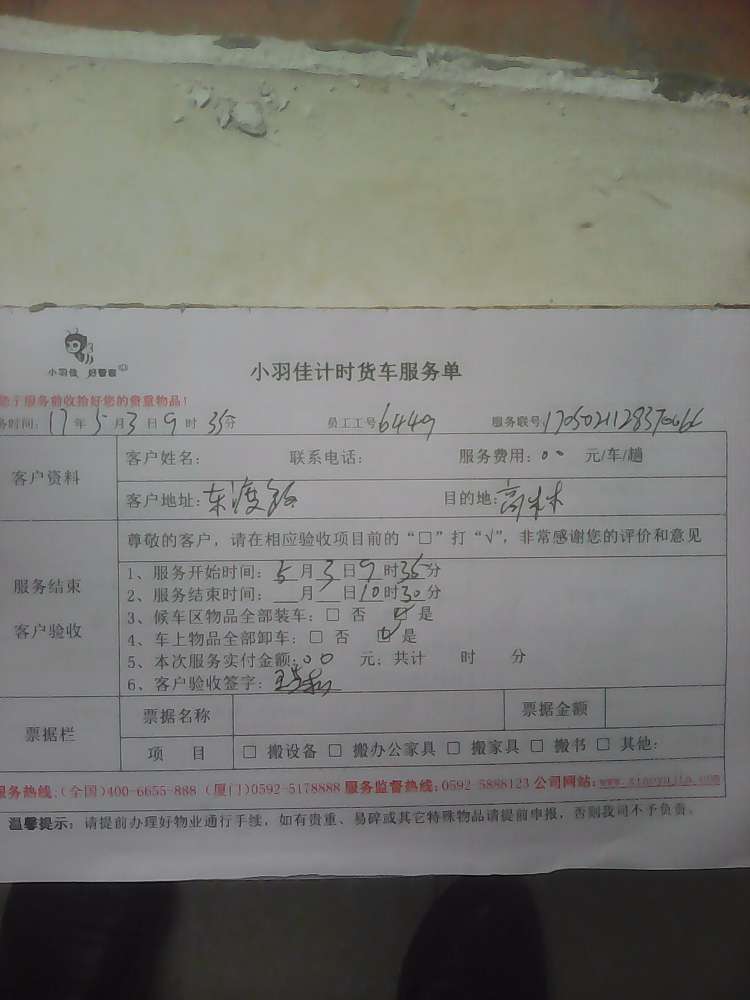 小羽佳 好管家
小羽佳计时货车服务单
您于服务前收拾好您的贵重物品!
务时间: 17 年 5 月 3 日 9 时 35 分 员工工号 6449 服务联号:
客户资料
客户姓名: 联系电话: 服务费用: 00 元/车/趟
客户地址: 东渡 目的地: 高林
服务结束
客户验收
尊敬的客户,请在相应验收项目前的“□”打“√”,非常感谢您的评价和意见
1、服务开始时间: 5 月 3 日 9 时 35 分
2、服务结束时间: 月 日 10 时 30 分
3、候车区物品全部装车: □ 否 ☑ 是
4、车上物品全部卸车: □ 否 ☑ 是
5、本次服务实付金额: 00 元; 共计 时 分
6、客户验收签字:
票据栏
票据名称 票据金额
项 目 □ 搬设备 □ 搬办公家具 □ 搬家具 □ 搬书 □ 其他:
服务热线:(全国)400-6655-888 (厦门)0592-5178888 服务监督热线: 0592-5888123 公司网站: www.xiaoyujia.com
温馨提示: 请提前办理好物业通行手续,如有贵重、易碎或其它特殊物品请提前申报,否则我司不予负责。